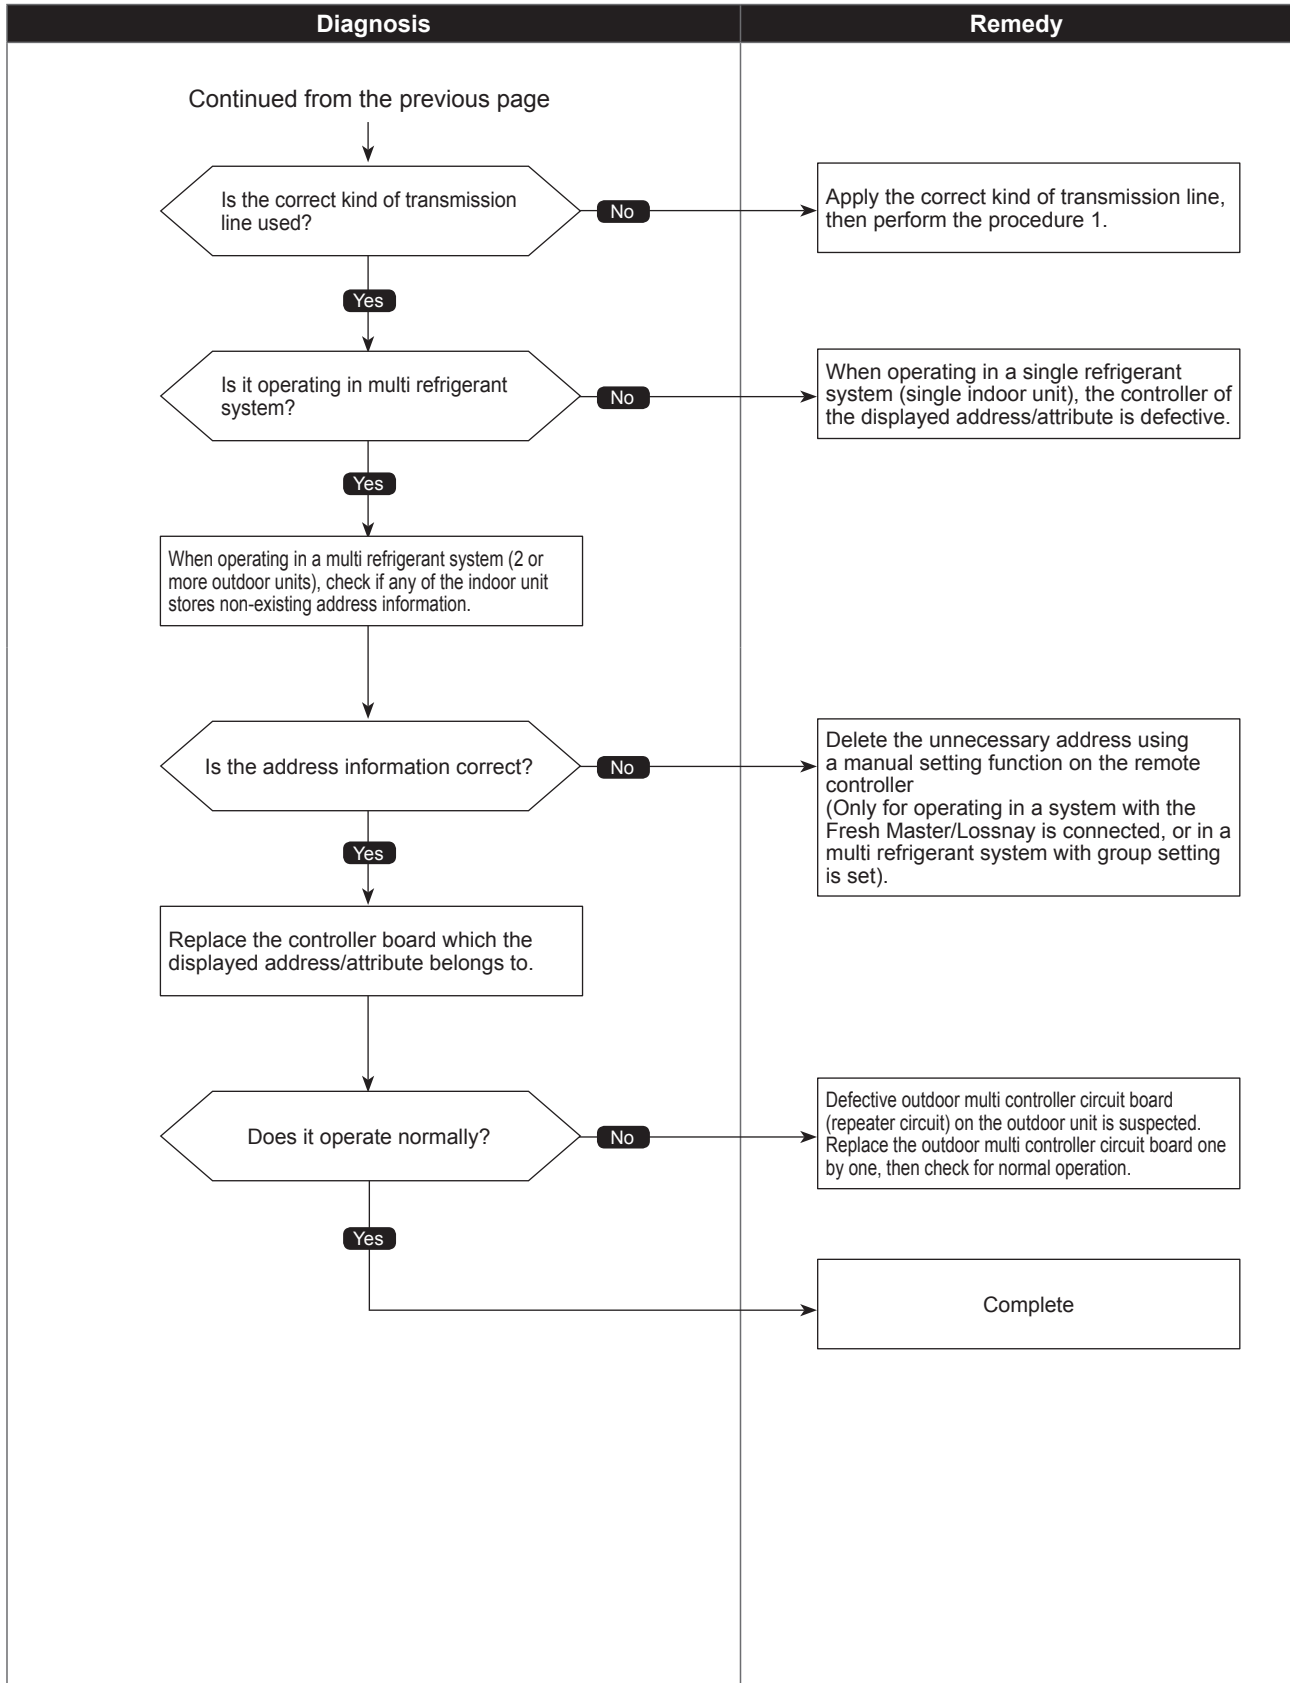 Diagnosis
Remedy
Continued from the previous page
Is the correct kind of transmission
line used?
No
Apply the correct kind of transmission line,
then perform the procedure 1.
Yes
Is it operating in multi refrigerant
system?
No
When operating in a single refrigerant
system (single indoor unit), the controller of
the displayed address/attribute is defective.
Yes
When operating in a multi refrigerant system (2 or
more outdoor units), check if any of the indoor unit
stores non-existing address information.
Is the address information correct?
No
Delete the unnecessary address using
a manual setting function on the remote
controller
(Only for operating in a system with the
Fresh Master/Lossnay is connected, or in a
multi refrigerant system with group setting
is set).
Yes
Replace the controller board which the
displayed address/attribute belongs to.
Does it operate normally?
No
Defective outdoor multi controller circuit board
(repeater circuit) on the outdoor unit is suspected.
Replace the outdoor multi controller circuit board one
by one, then check for normal operation.
Yes
Complete